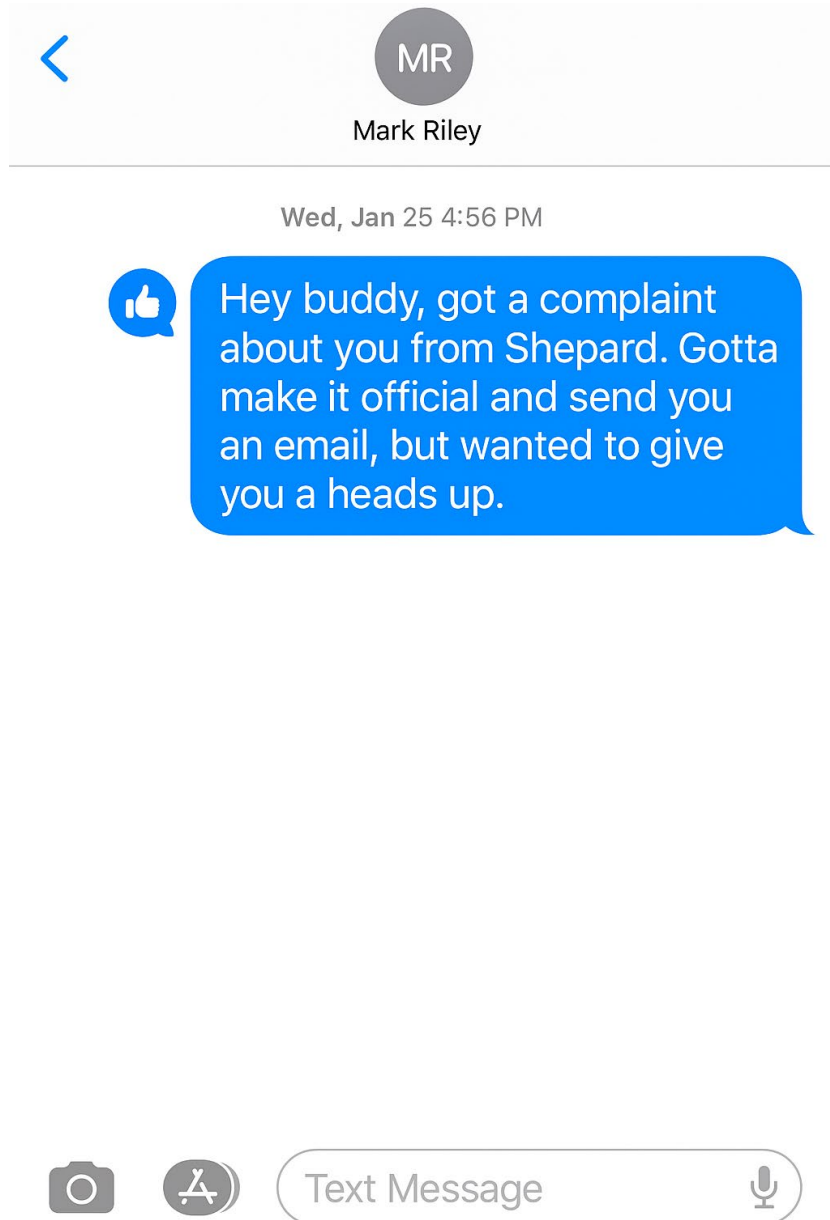 MR
Mark Riley
Wed, Jan 25 4:56 PM
Hey buddy, got a complaint
about you from Shepard. Gotta
make it official and send you
an email, but wanted to give
you a heads up.
Text Message